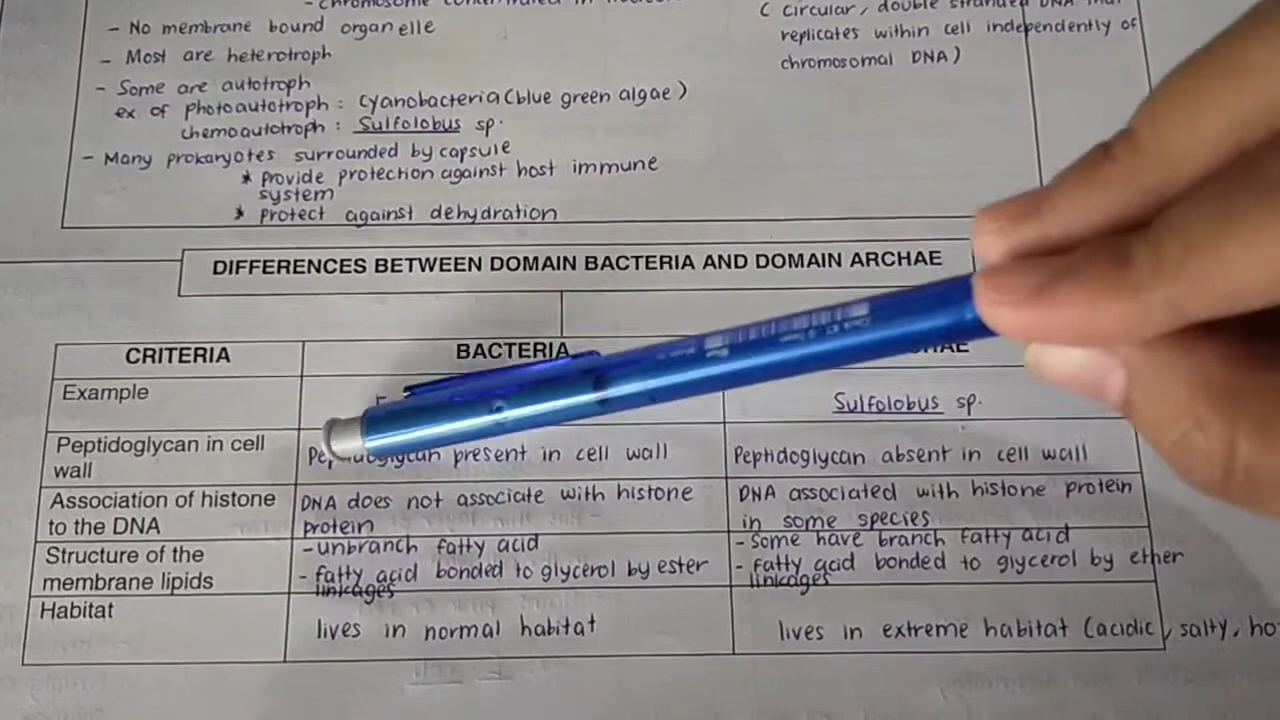 - No membrane bound organelle
- Most are heterotroph
- Some are autotroph
ex. of photoautotroph : Cyanobacteria (blue green algae)
chemoautotroph : Sulfolobus sp.
- Many prokaryotes surrounded by capsule
* Provide protection against host immune
system
* protect against dehydration
( circular, double stranded DNA that
replicates within cell independently of
chromosomal DNA)
DIFFERENCES BETWEEN DOMAIN BACTERIA AND DOMAIN ARCHAE
CRITERIA BACTERIA
Example Sulfolobus sp.
Peptidoglycan in cell
wall
Peptidoglycan present in cell wall
Peptidoglycan absent in cell wall
Association of histone
to the DNA
DNA does not associate with histone
protein
DNA associated with histone protein
in some species
Structure of the
membrane lipids
- unbranch fatty acid
- fatty acid bonded to glycerol by ester
linkages
- Some have branch fatty acid
- fatty acid bonded to glycerol by ether
linkages
Habitat
lives in normal habitat
lives in extreme habitat (acidic, salty,